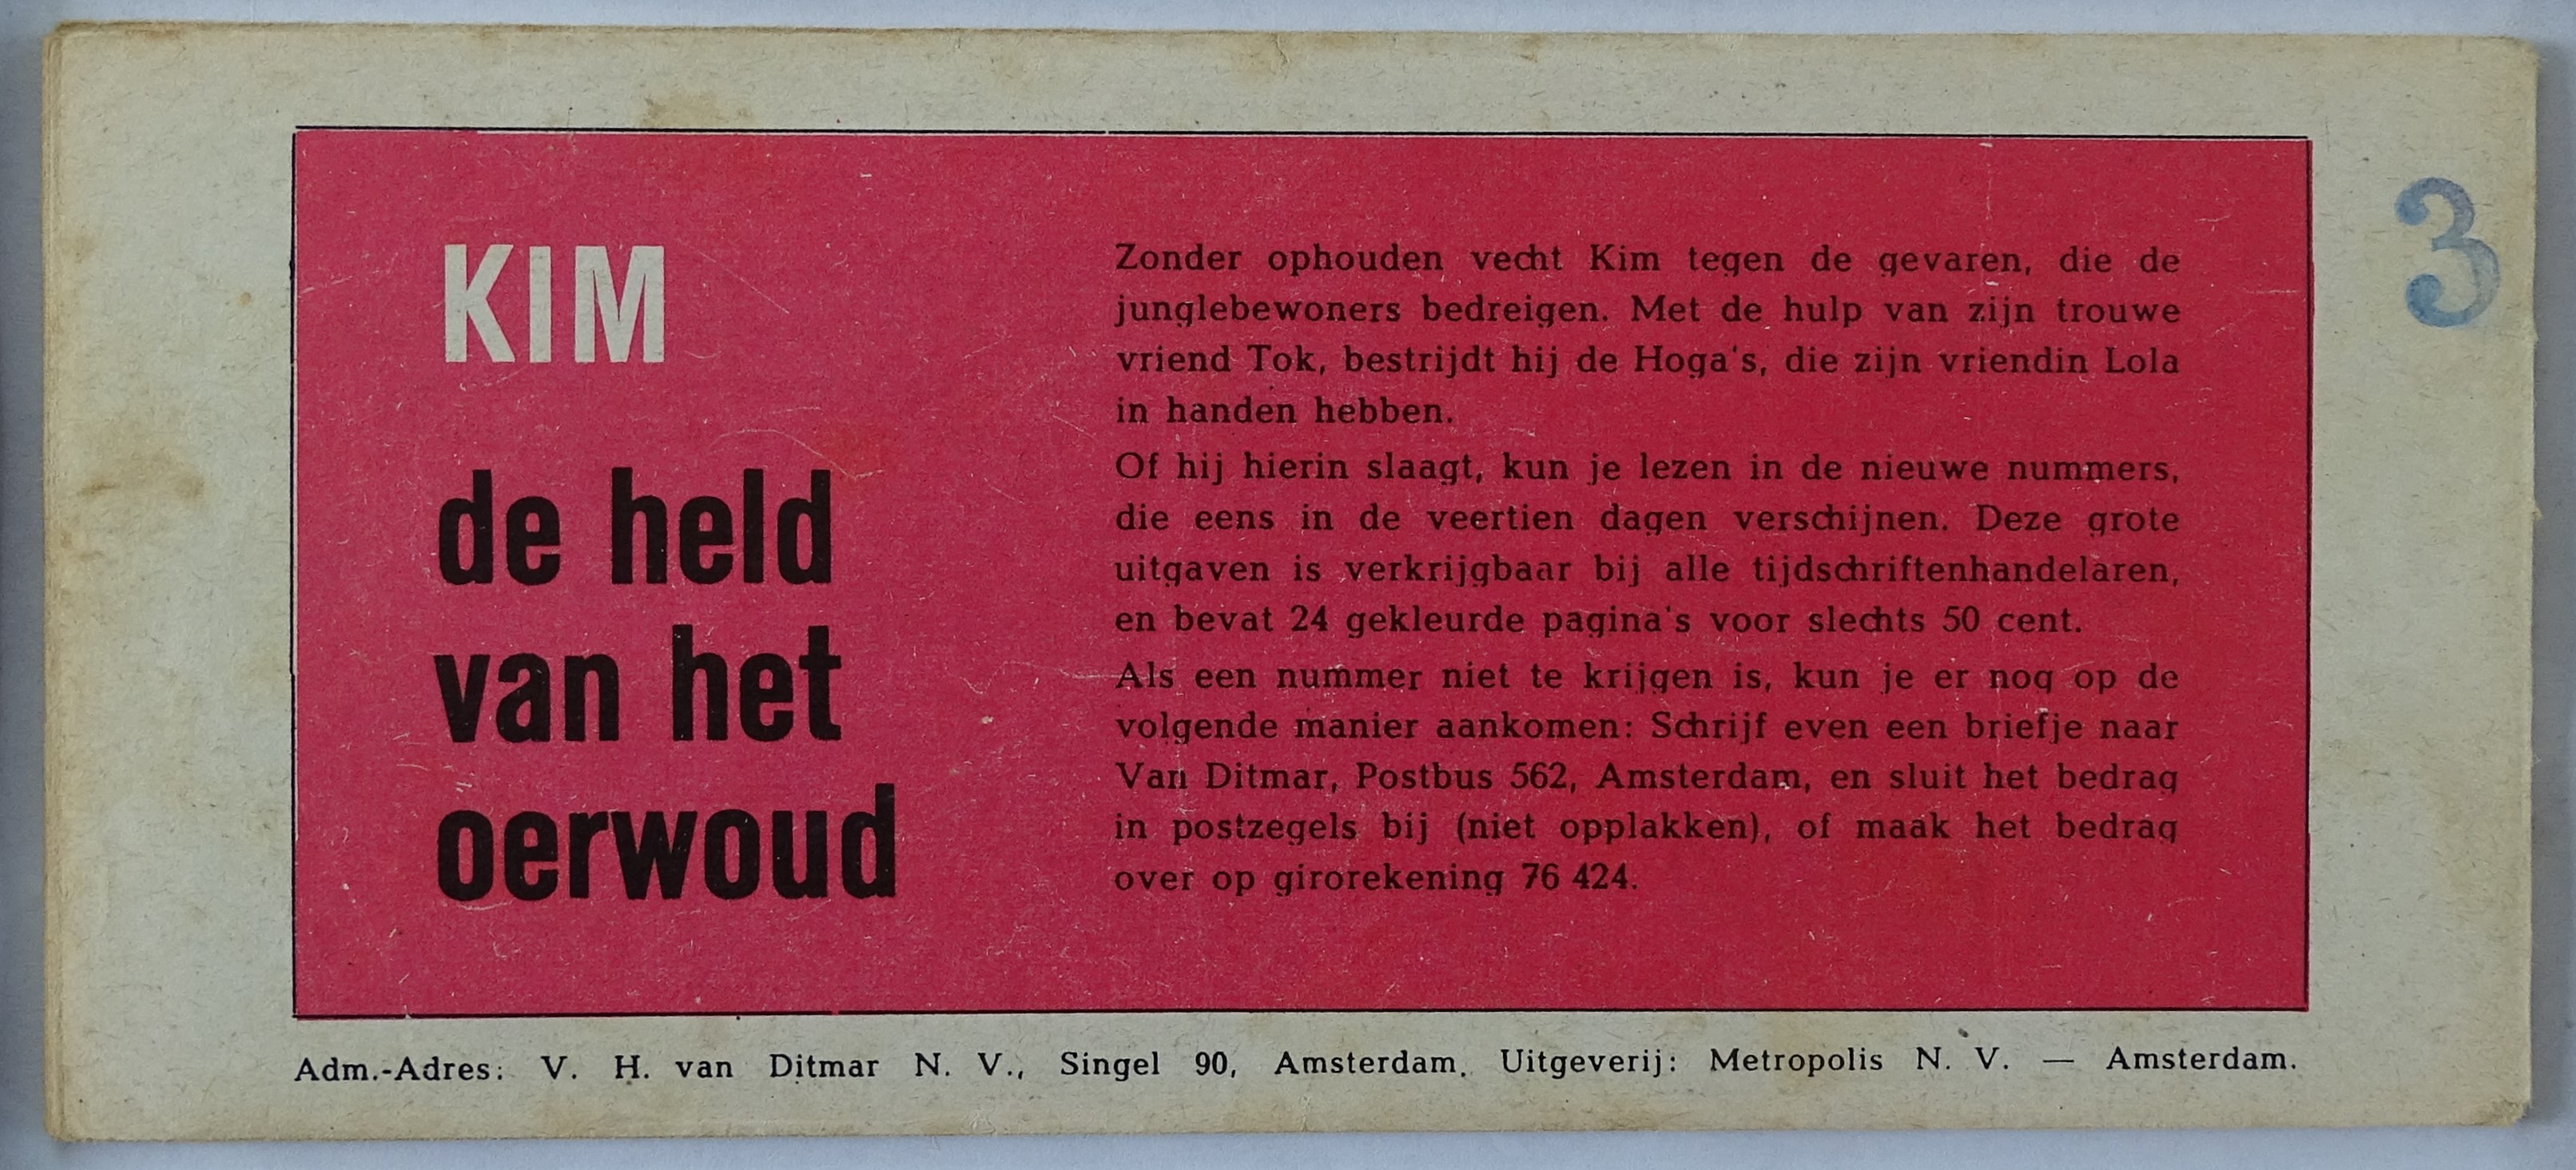 KIM
de held
van het
oerwoud
Zonder ophouden vecht Kim tegen de gevaren, die de
junglebewoners bedreigen. Met de hulp van zijn trouwe
vriend Tok, bestrijdt hij de Hoga's, die zijn vriendin Lola
in handen hebben.
Of hij hierin slaagt, kun je lezen in de nieuwe nummers,
die eens in de veertien dagen verschijnen. Deze grote
uitgaven is verkrijgbaar bij alle tijdschriftenhandelaren,
en bevat 24 gekleurde pagina's voor slechts 50 cent.
Als een nummer niet te krijgen is, kun je er nog op de
volgende manier aankomen: Schrijf even een briefje naar
Van Ditmar, Postbus 562, Amsterdam, en sluit het bedrag
in postzegels bij (niet opplakken), of maak het bedrag
over op girorekening 76 424.
3
Adm.-Adres: V. H. van Ditmar N. V., Singel 90, Amsterdam. Uitgeverij: Metropolis N. V. — Amsterdam.